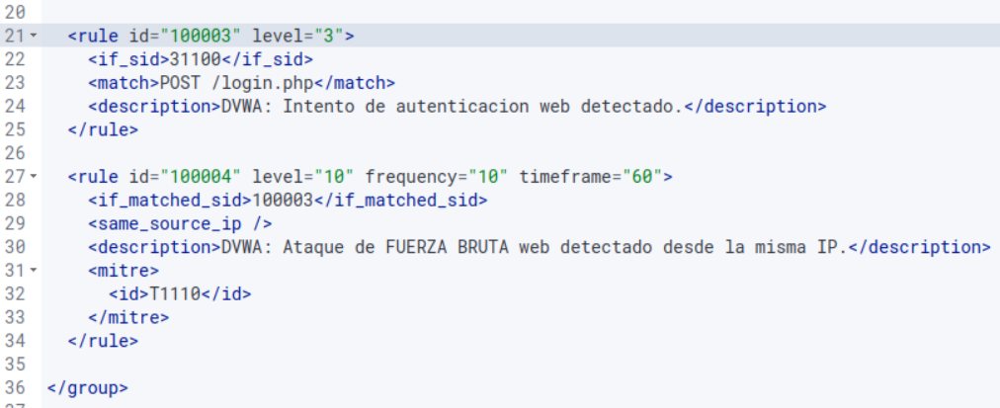 20
21 <rule id="100003" level="3">
22 <if_sid>31100</if_sid>
23 <match>POST /login.php</match>
24 <description>DVWA: Intento de autenticacion web detectado.</description>
25 </rule>
26
27 <rule id="100004" level="10" frequency="10" timeframe="60">
28 <if_matched_sid>100003</if_matched_sid>
29 <same_source_ip />
30 <description>DVWA: Ataque de FUERZA BRUTA web detectado desde la misma IP.</description>
31 <mitre>
32 <id>T1110</id>
33 </mitre>
34 </rule>
35
36 </group>
37